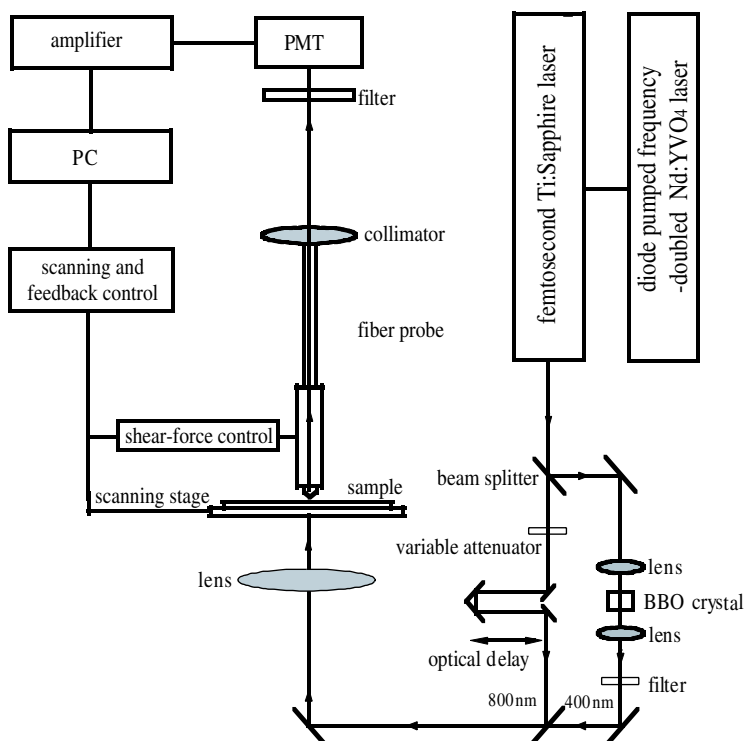 amplifier
PMT
filter
PC
collimator
scanning and
feedback control
fiber probe
shear-force control
scanning stage
sample
lens
femtosecond Ti:Sapphire laser
diode pumped frequency
-doubled Nd:YVO4 laser
beam splitter
variable attenuator
lens
BBO crystal
lens
optical delay
filter
800nm
400nm